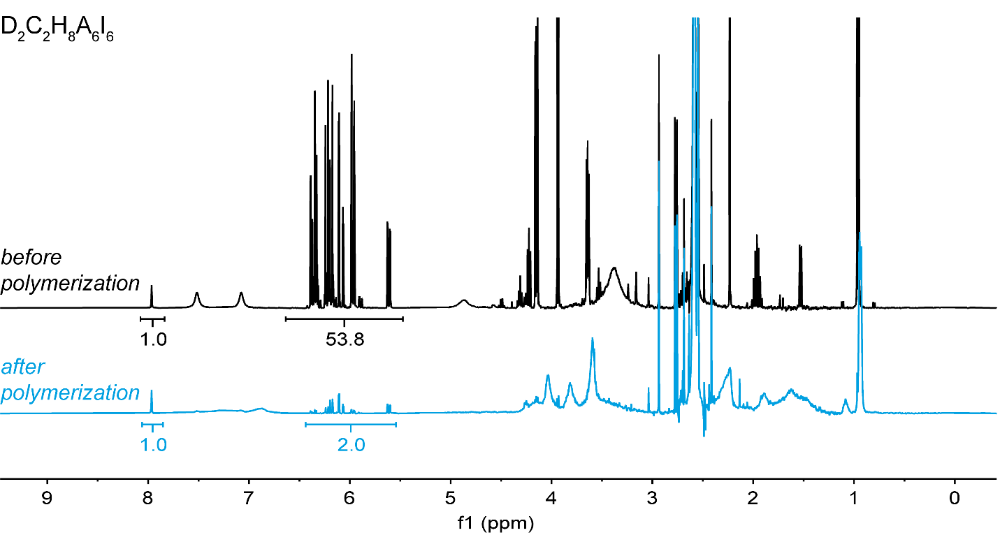 D₂C₂H₈A₆I₆
before
polymerization
1.0 53.8
after
polymerization
1.0 2.0
9 8 7 6 5 4 3 2 1 0
f1 (ppm)